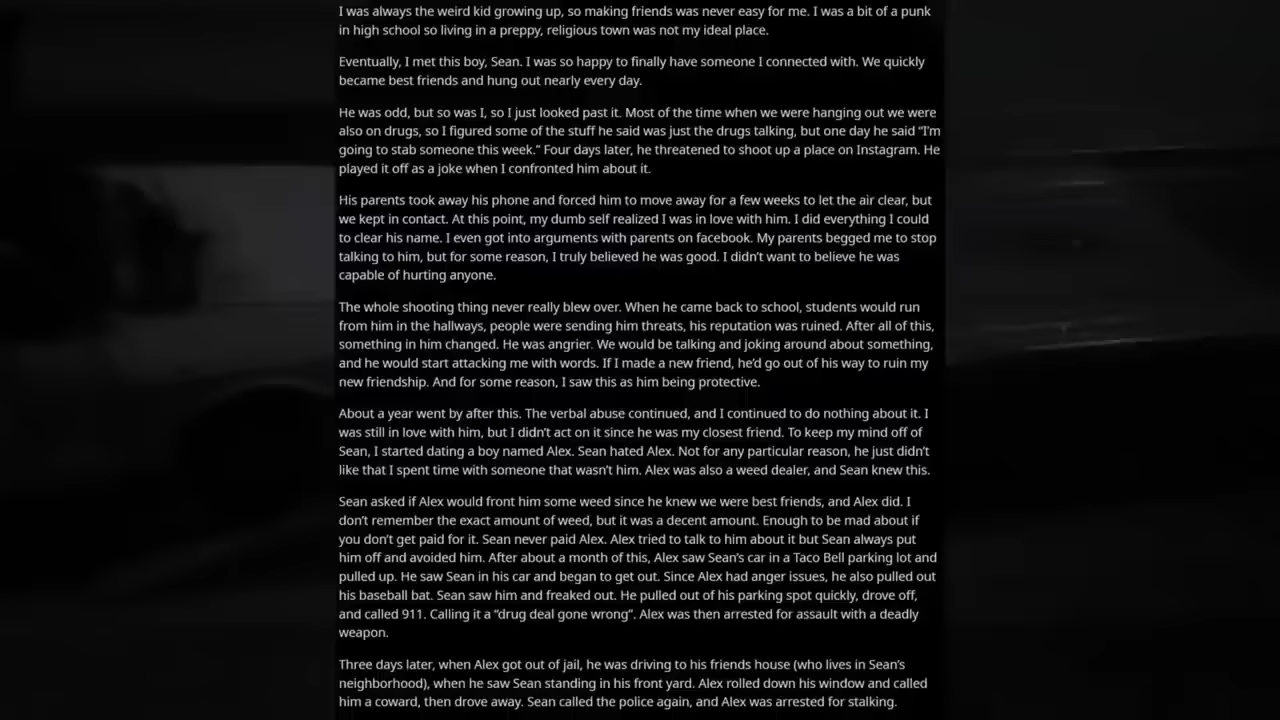 I was always the weird kid growing up, so making friends was never easy for me. I was a bit of a punk
in high school so living in a preppy, religious town was not my ideal place.
Eventually, I met this boy, Sean. I was so happy to finally have someone I connected with. We quickly
became best friends and hung out nearly every day.
He was odd, but so was I, so I just looked past it. Most of the time when we were hanging out we were
also on drugs, so I figured some of the stuff he said was just the drugs talking, but one day he said “I’m
going to stab someone this week.” Four days later, he threatened to shoot up a place on Instagram. He
played it off as a joke when I confronted him about it.
His parents took away his phone and forced him to move away for a few weeks to let the air clear, but
we kept in contact. At this point, my dumb self realized I was in love with him. I did everything I could
to clear his name. I even got into arguments with parents on facebook. My parents begged me to stop
talking to him, but for some reason, I truly believed he was good. I didn’t want to believe he was
capable of hurting anyone.
The whole shooting thing never really blew over. When he came back to school, students would run
from him in the hallways, people were sending him threats, his reputation was ruined. After all of this,
something in him changed. He was angrier. We would be talking and joking around about something,
and he would start attacking me with words. If I made a new friend, he’d go out of his way to ruin my
new friendship. And for some reason, I saw this as him being protective.
About a year went by after this. The verbal abuse continued, and I continued to do nothing about it. I
was still in love with him, but I didn’t act on it since he was my closest friend. To keep my mind off of
Sean, I started dating a boy named Alex. Sean hated Alex. Not for any particular reason, he just didn’t
like that I spent time with someone that wasn’t him. Alex was also a weed dealer, and Sean knew this.
Sean asked if Alex would front him some weed since he knew we were best friends, and Alex did. I
don’t remember the exact amount of weed, but it was a decent amount. Enough to be mad about if
you don’t get paid for it. Sean never paid Alex. Alex tried to talk to him about it but Sean always put
him off and avoided him. After about a month of this, Alex saw Sean’s car in a Taco Bell parking lot and
pulled up. He saw Sean in his car and began to get out. Since Alex had anger issues, he also pulled out
his baseball bat. Sean saw him and freaked out. He pulled out of his parking spot quickly, drove off,
and called 911. Calling it a “drug deal gone wrong”. Alex was then arrested for assault with a deadly
weapon.
Three days later, when Alex got out of jail, he was driving to his friends house (who lives in Sean’s
neighborhood), when he saw Sean standing in his front yard. Alex rolled down his window and called
him a coward, then drove away. Sean called the police again, and Alex was arrested for stalking.